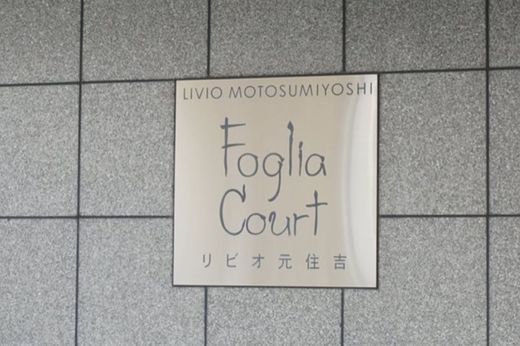 LIVIO MOTOSUMIYOSHI
Foglia
Court
リビオ元住吉